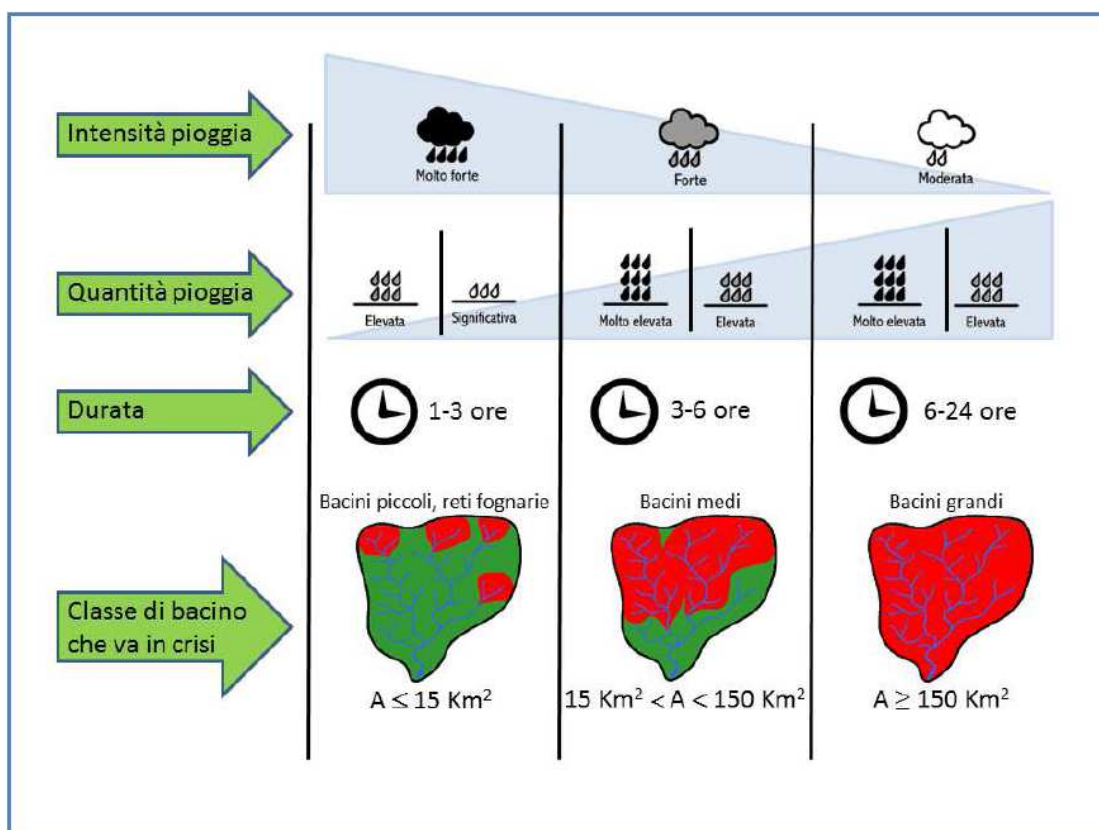 Intensità pioggia
Molto forte
Forte
Moderata
Quantità pioggia
Elevata
Significativa
Molto elevata
Elevata
Molto elevata
Elevata
Durata
1-3 ore
3-6 ore
6-24 ore
Classe di bacino
che va in crisi
Bacini piccoli, reti fognarie
Bacini medi
Bacini grandi
A ≤ 15 Km²
15 Km² < A < 150 Km²
A ≥ 150 Km²